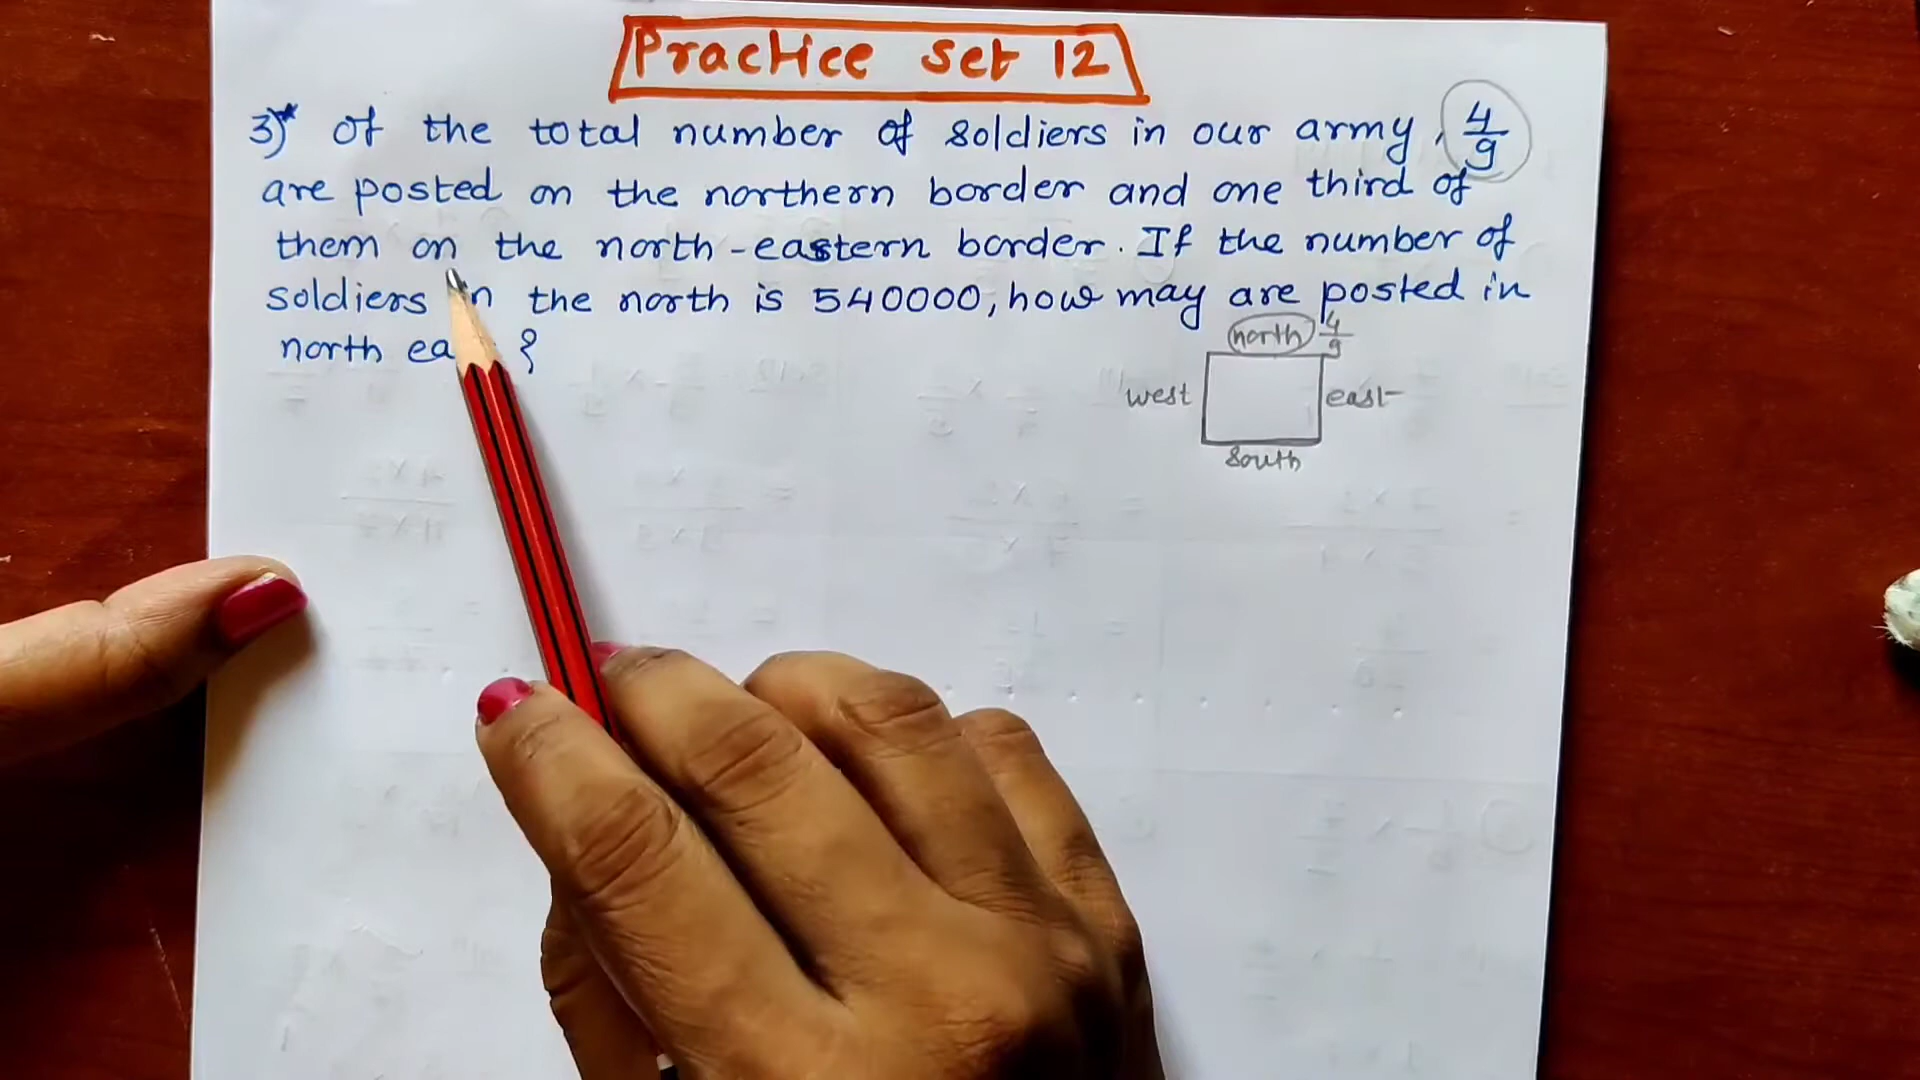 Practice Set 12
3)* Of the total number of soldiers in our army, 4/9
are posted on the northern border and one third of
them on the north-eastern border. If the number of
soldiers in the north is 540000, how may are posted in
north ?
north 4/9
west east
South